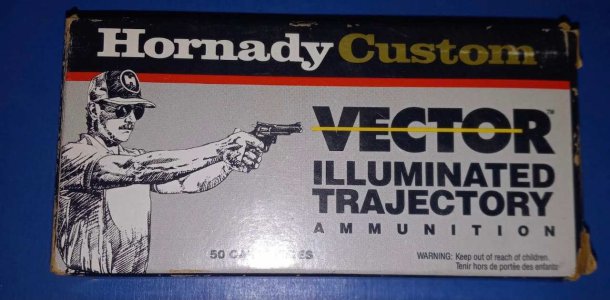 Hornady Custom
VECTOR™
ILLUMINATED
TRAJECTORY
AMMUNITION
50
WARNING: Keep out of reach of children.
Tenir hors de portée des enfants